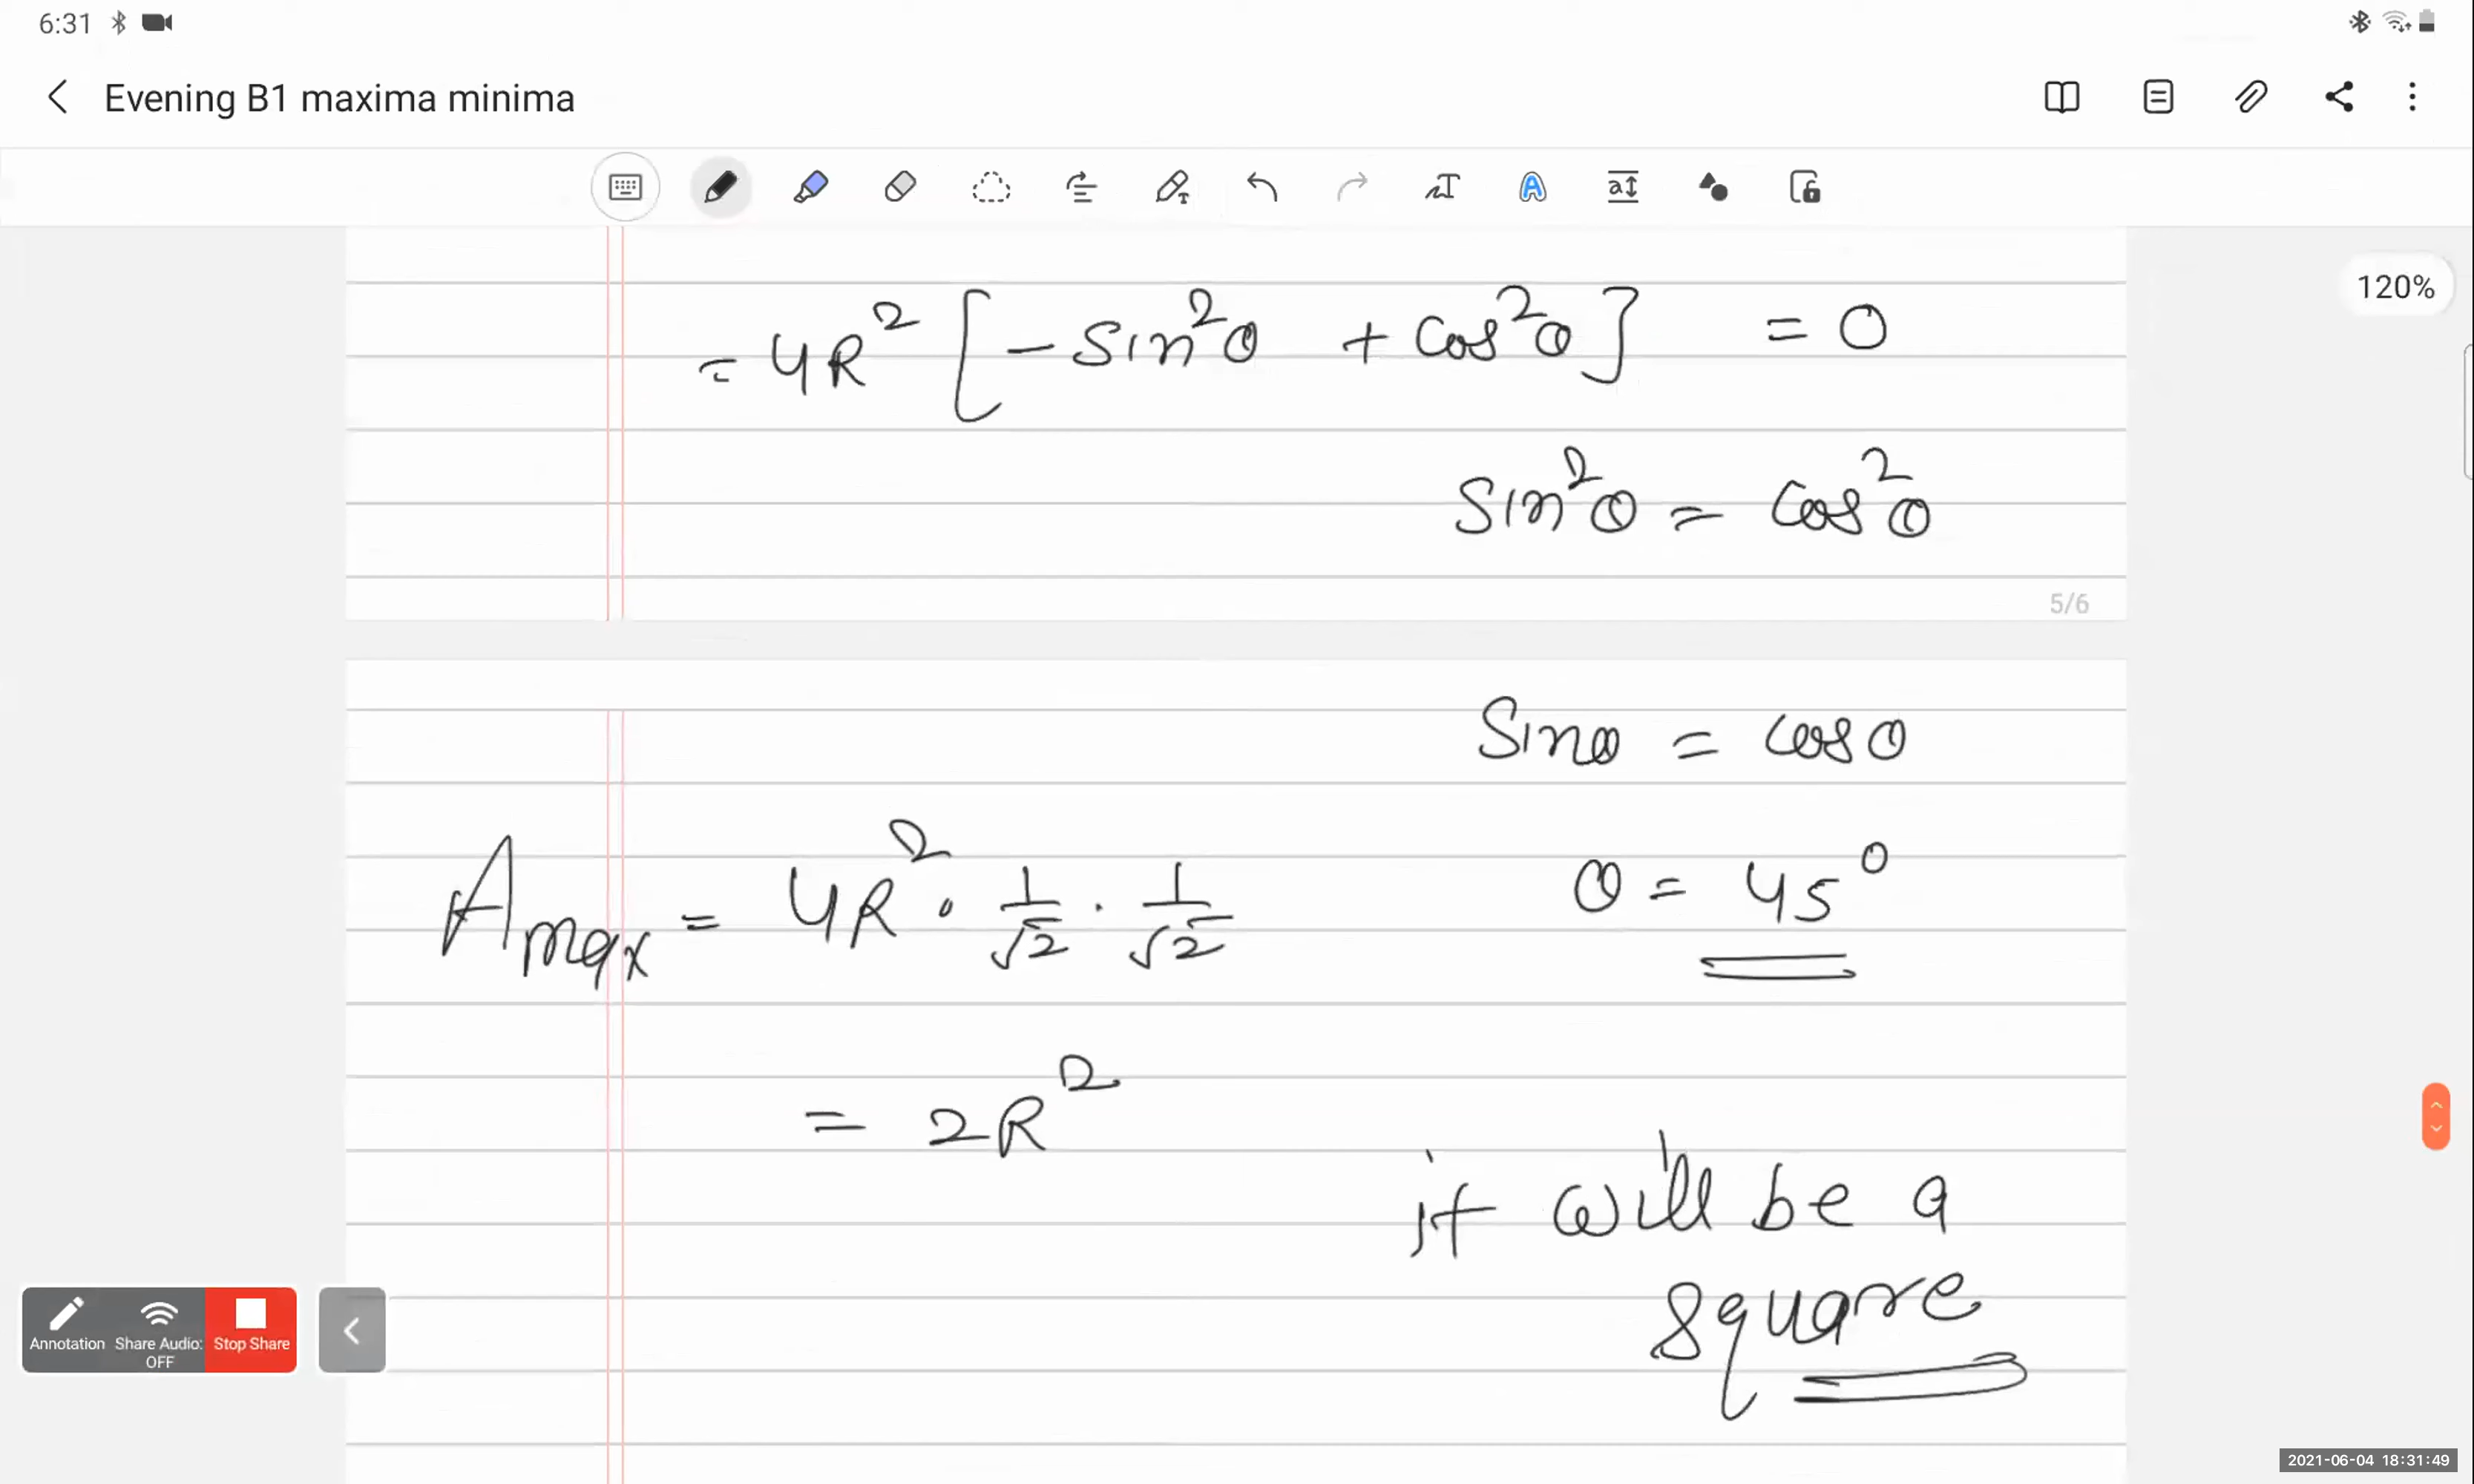 6:31
Evening B1 maxima minima
120%
= 4R² [ - Sin²θ + Cos²θ ] = 0
Sin²θ = Cos²θ
5/6
Sinθ = cosθ
Amax = 4R² . 1/√2 . 1/√2
θ = 45°
= 2R²
it will be a
square
Annotation Share Audio: OFF Stop Share
2021-06-04 18:31:49